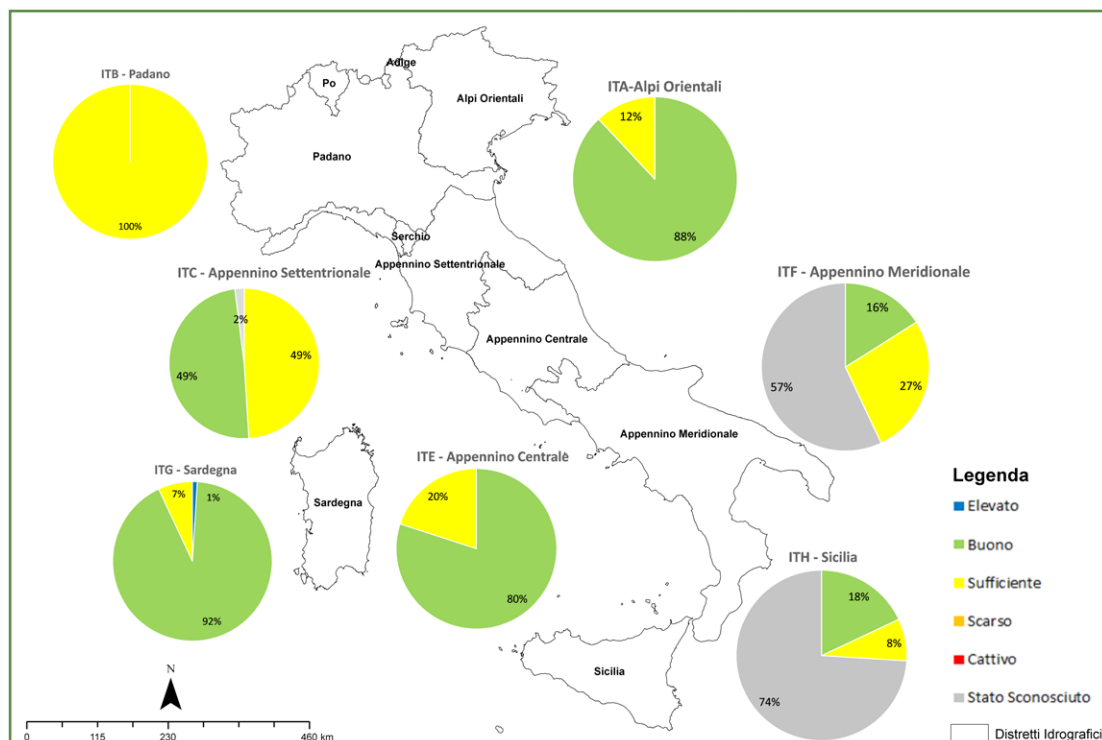 ITB - Padano
100%
ITA-Alpi Orientali
12%
88%
Adige
Po
Alpi Orientali
Padano
Serchio
Appennino Settentrionale
ITC - Appennino Settentrionale
2%
49%
49%
ITF - Appennino Meridionale
16%
27%
57%
Appennino Centrale
Appennino Meridionale
ITG - Sardegna
7%
1%
92%
Sardegna
ITE - Appennino Centrale
20%
80%
ITH - Sicilia
18%
8%
74%
Sicilia
Legenda
Elevato
Buono
Sufficiente
Scarso
Cattivo
Stato Sconosciuto
Distretti Idrografici
N
0 115 230 460 km